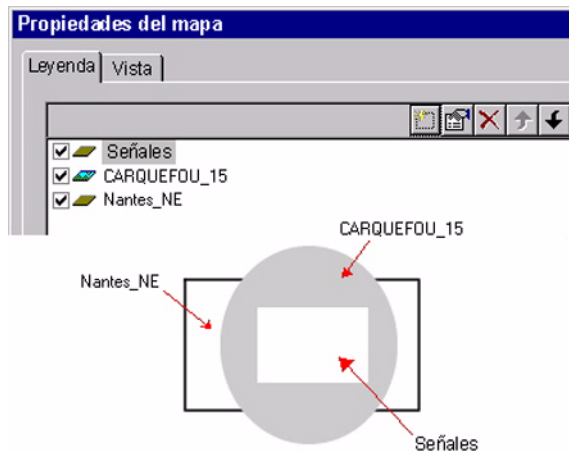 Propiedades del mapa
Leyenda Vista
Señales
CARQUEFOU_15
Nantes_NE
CARQUEFOU_15
Nantes_NE
Señales